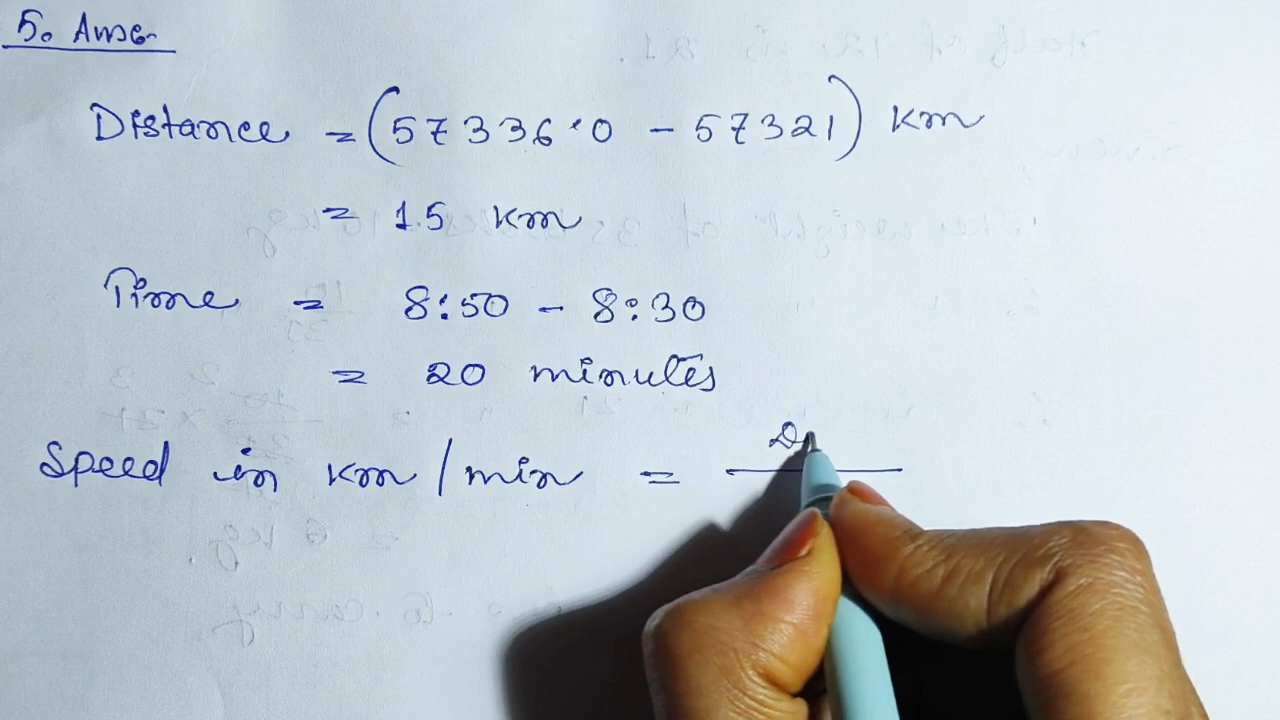 5. Ans:-
Distance = (57336.0 - 57321) km
= 15 km
Time = 8:50 - 8:30
= 20 minutes
Speed in km/min = D